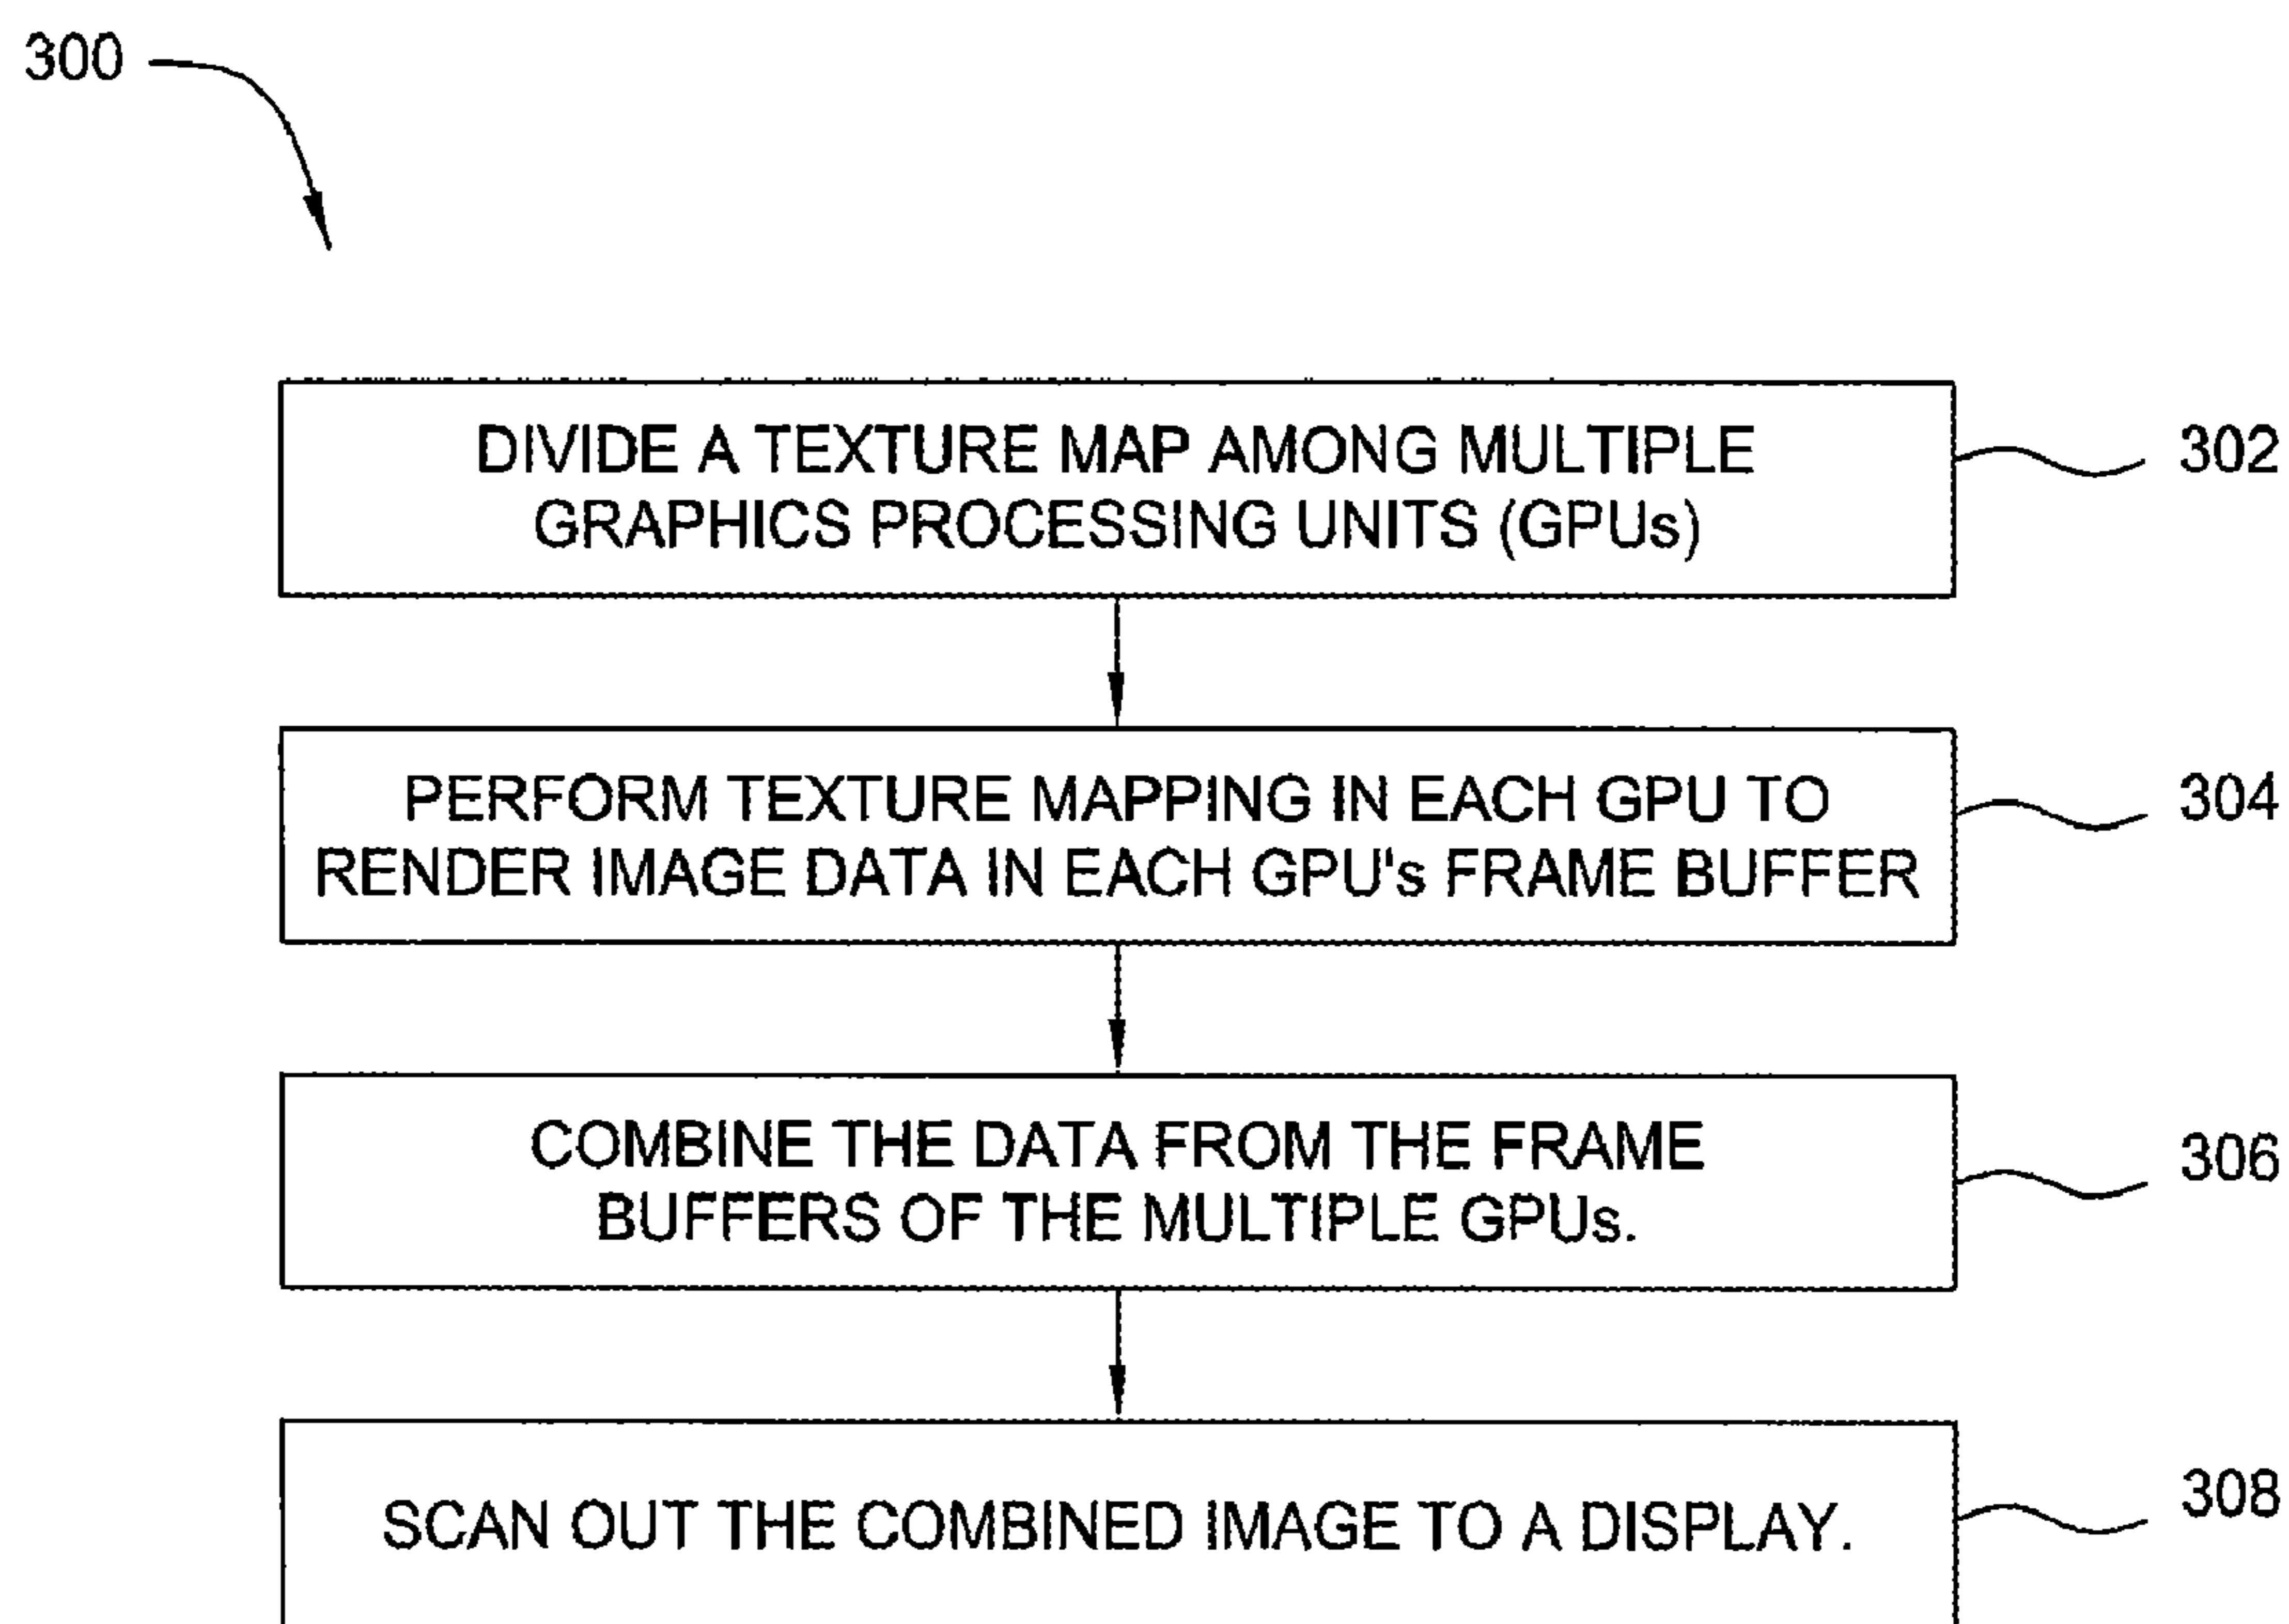 300
DIVIDE A TEXTURE MAP AMONG MULTIPLE
GRAPHICS PROCESSING UNITS (GPUs)
302
PERFORM TEXTURE MAPPING IN EACH GPU TO
RENDER IMAGE DATA IN EACH GPU's FRAME BUFFER
304
COMBINE THE DATA FROM THE FRAME
BUFFERS OF THE MULTIPLE GPUs.
306
SCAN OUT THE COMBINED IMAGE TO A DISPLAY.
308